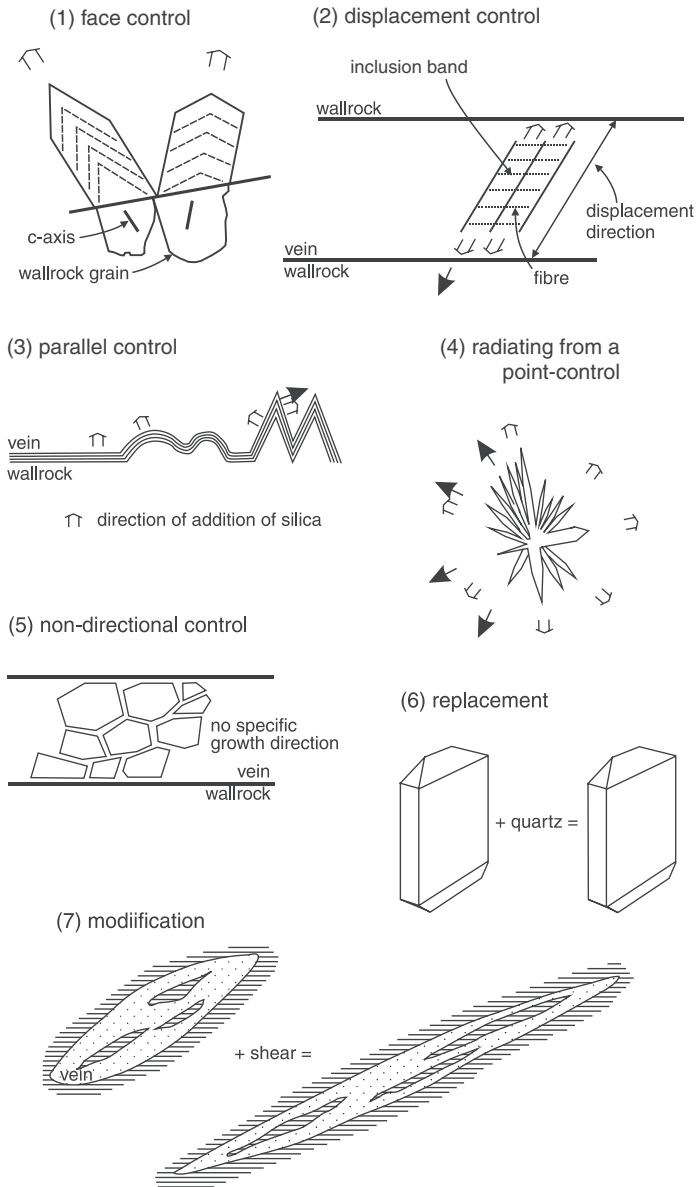 (1) face control
c-axis
wallrock grain
(2) displacement control
inclusion band
wallrock
displacement
direction
vein
wallrock
fibre
(3) parallel control
vein
wallrock
direction of addition of silica
(4) radiating from a
point-control
(5) non-directional control
no specific
growth direction
vein
wallrock
(6) replacement
+ quartz =
(7) modiification
vein
+ shear =